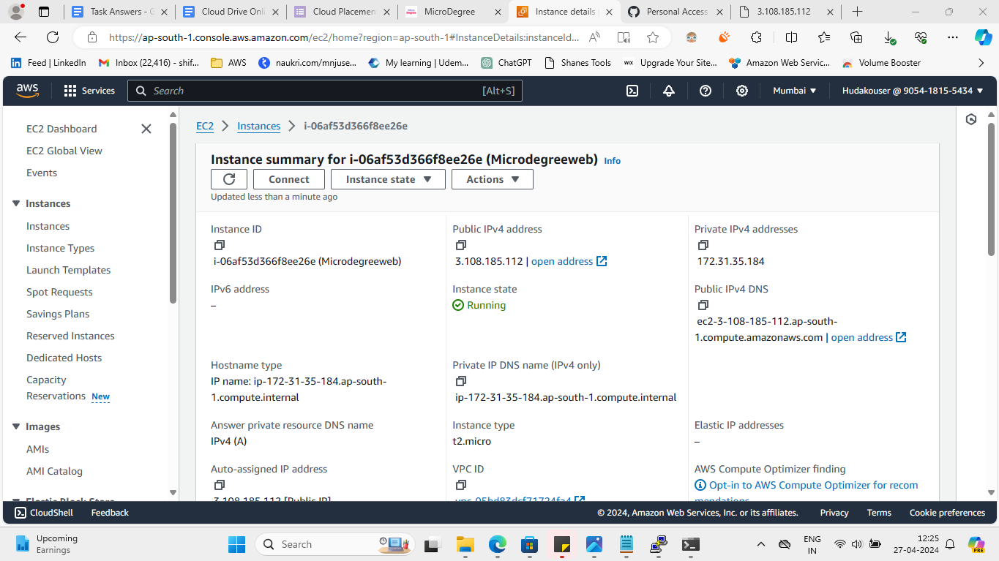 Task Answers - G
Cloud Drive Onli
Cloud Placemen
MicroDegree
Instance details |
Personal Access
3.108.185.112
https://ap-south-1.console.aws.amazon.com/ec2/home?region=ap-south-1#InstanceDetails:instanceId...
Feed | LinkedIn
Inbox (22,416) - shif...
AWS
naukri.com/mnjuse...
My learning | Udem...
ChatGPT
Shanes Tools
WIX Upgrade Your Site...
Amazon Web Servic...
Volume Booster
aws
Services
Search [Alt+S]
Mumbai
Hudakouser @ 9054-1815-5434
EC2 Dashboard
EC2 Global View
Events
Instances
Instances
Instance Types
Launch Templates
Spot Requests
Savings Plans
Reserved Instances
Dedicated Hosts
Capacity
Reservations New
Images
AMIs
AMI Catalog
Elastic Block Store
EC2 > Instances > i-06af53d366f8ee26e
Instance summary for i-06af53d366f8ee26e (Microdegreeweb) Info
Connect
Instance state
Actions
Updated less than a minute ago
Instance ID
i-06af53d366f8ee26e (Microdegreeweb)
Public IPv4 address
3.108.185.112 | open address
Private IPv4 addresses
172.31.35.184
IPv6 address
–
Instance state
Running
Public IPv4 DNS
ec2-3-108-185-112.ap-south-
1.compute.amazonaws.com | open address
Hostname type
IP name: ip-172-31-35-184.ap-south-
1.compute.internal
Private IP DNS name (IPv4 only)
ip-172-31-35-184.ap-south-1.compute.internal
Answer private resource DNS name
IPv4 (A)
Instance type
t2.micro
Elastic IP addresses
–
Auto-assigned IP address
3.108.185.112 [Public IP]
VPC ID
vpc-05bd83dcf71724fa4
AWS Compute Optimizer finding
Opt-in to AWS Compute Optimizer for recom
mendations
CloudShell
Feedback
© 2024, Amazon Web Services, Inc. or its affiliates.
Privacy
Terms
Cookie preferences
Upcoming
Earnings
Search
ENG
IN
12:25
27-04-2024
PRE